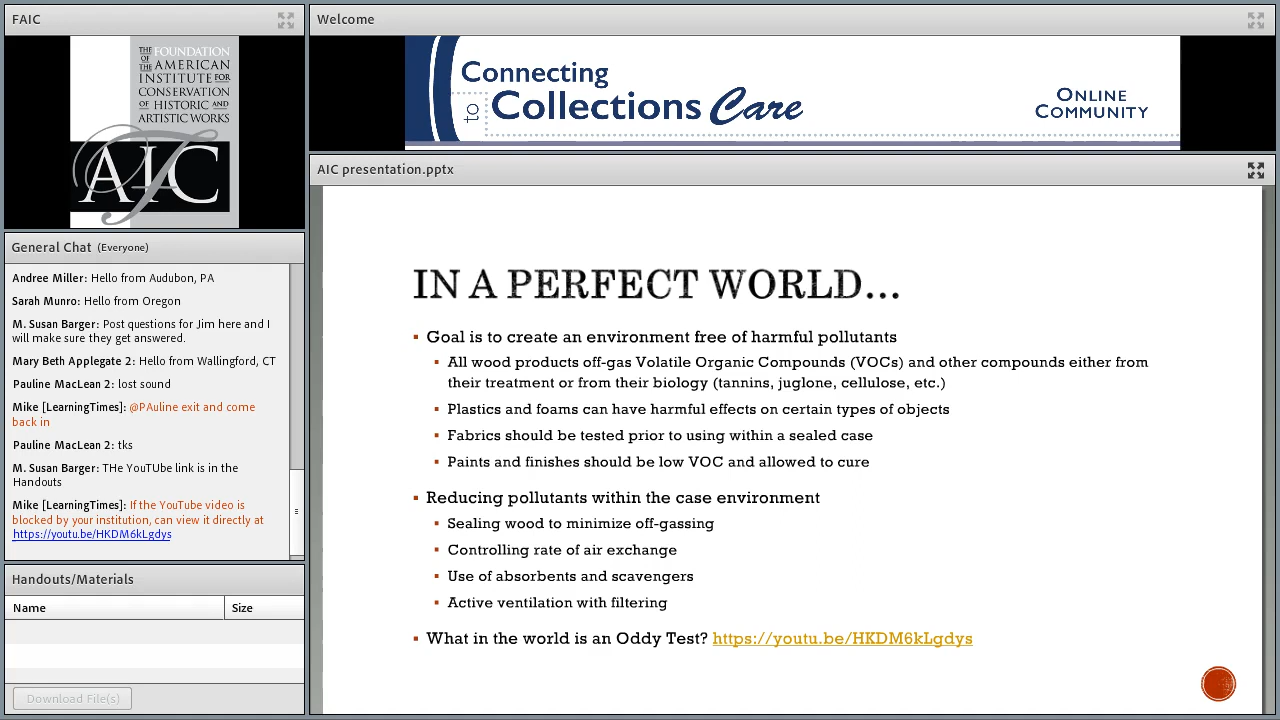 FAIC
THE FOUNDATION
OF THE AMERICAN
INSTITUTE FOR
CONSERVATION
OF HISTORIC AND
ARTISTIC WORKS
FAIC
General Chat (Everyone)
Andree Miller: Hello from Audubon, PA
Sarah Munro: Hello from Oregon
M. Susan Barger: Post questions for Jim here and I
will make sure they get answered.
Mary Beth Applegate 2: Hello from Wallingford, CT
Pauline MacLean 2: lost sound
Mike [LearningTimes]: @PAuline exit and come
back in
Pauline MacLean 2: tks
M. Susan Barger: THe YouTUbe link is in the
Handouts
Mike [LearningTimes]: If the YouTube video is
blocked by your institution, can view it directly at
https://youtu.be/HKDM6kLgdys
Handouts/Materials
Name Size
Download File(s)
Welcome
Connecting
to Collections Care
ONLINE
COMMUNITY
AIC presentation.pptx
IN A PERFECT WORLD...
▪ Goal is to create an environment free of harmful pollutants
▪ All wood products off-gas Volatile Organic Compounds (VOCs) and other compounds either from
their treatment or from their biology (tannins, juglone, cellulose, etc.)
▪ Plastics and foams can have harmful effects on certain types of objects
▪ Fabrics should be tested prior to using within a sealed case
▪ Paints and finishes should be low VOC and allowed to cure
▪ Reducing pollutants within the case environment
▪ Sealing wood to minimize off-gassing
▪ Controlling rate of air exchange
▪ Use of absorbents and scavengers
▪ Active ventilation with filtering
▪ What in the world is an Oddy Test? https://youtu.be/HKDM6kLgdys